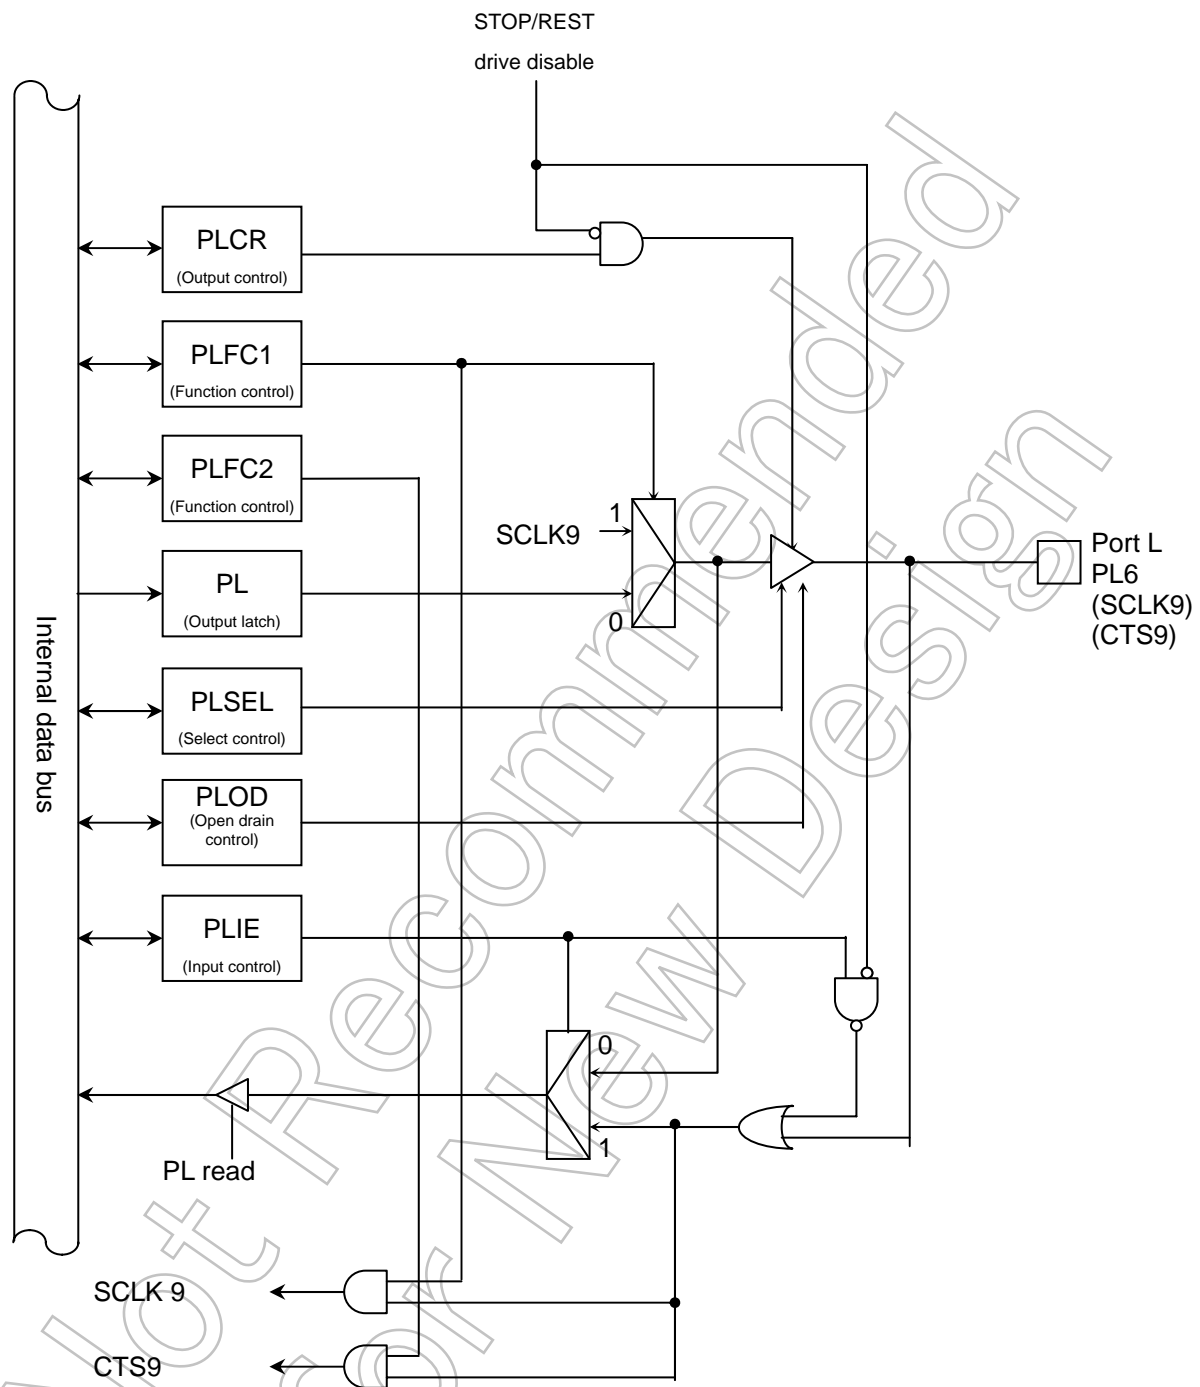 STOP/REST
drive disable
PLCR
(Output control)
PLFC1
(Function control)
PLFC2
(Function control)
1
SCLK9
PL
(Output latch)
0
Port L
PL6
(SCLK9)
(CTS9)
Internal data bus
PLSEL
(Select control)
PLOD
(Open drain
control)
PLIE
(Input control)
0
1
PL read
SCLK 9
CTS9
Not Recommended
for New Design